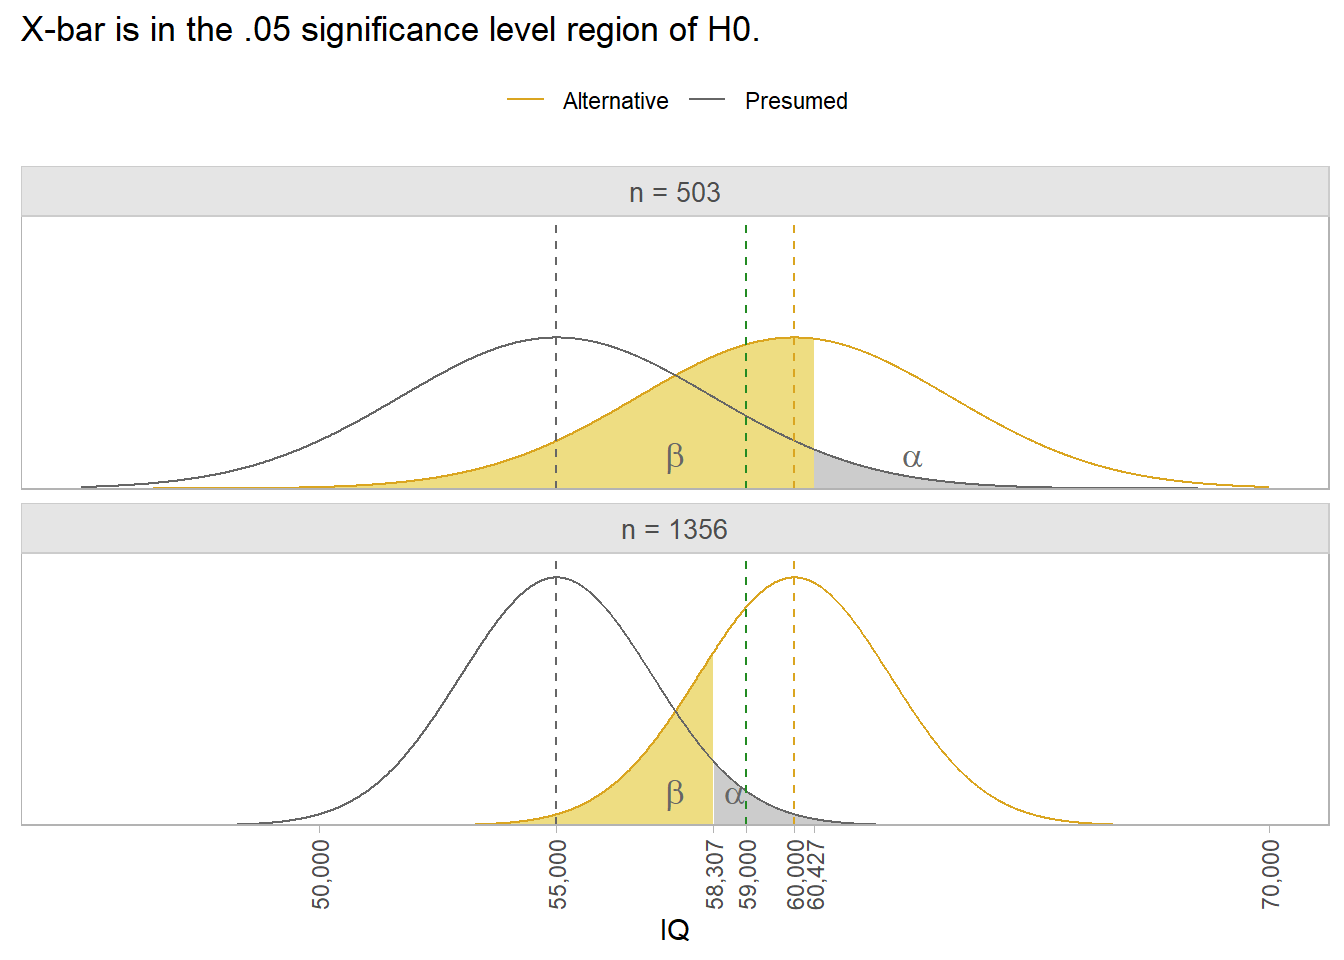 X-bar is in the .05 significance level region of H0.
Alternative Presumed
n = 503
β α
n = 1356
β α
50,000 55,000 58,307 59,000 60,000 60,427 70,000
IQ